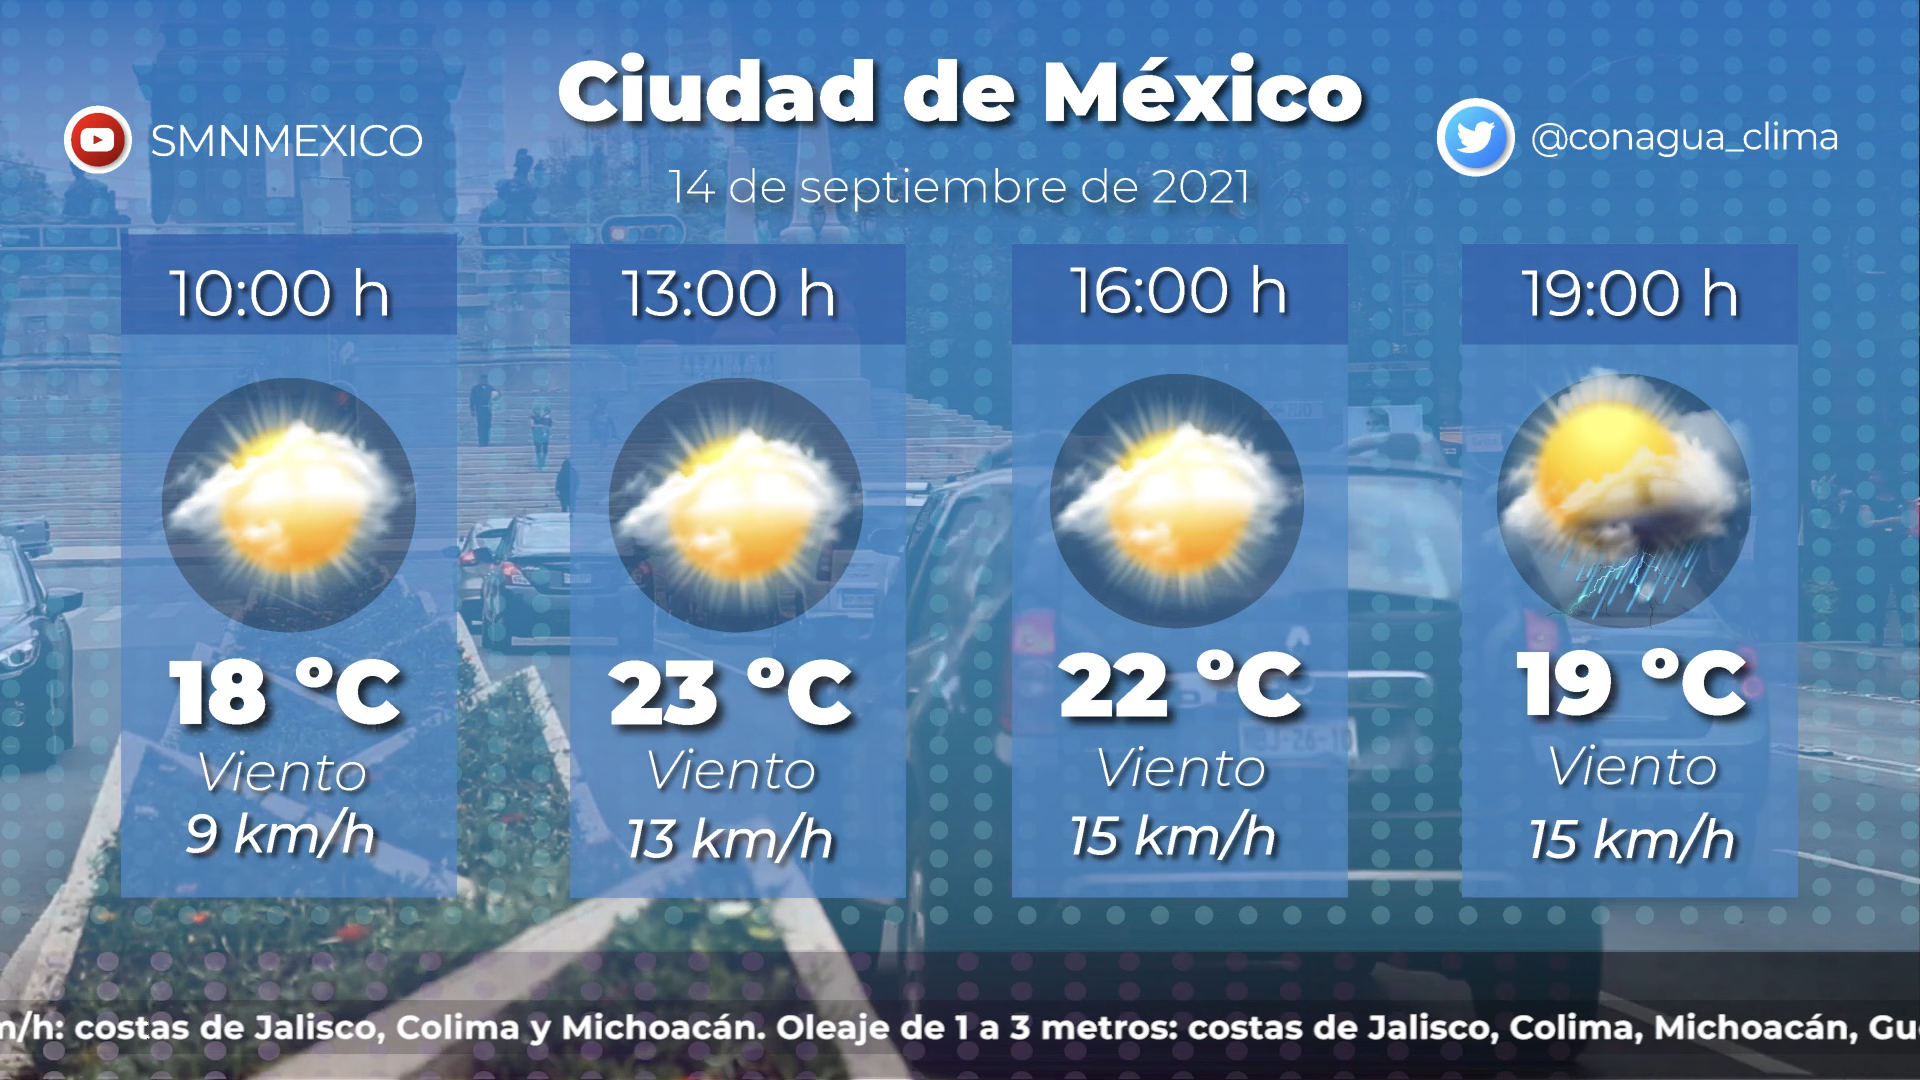 Ciudad de México
SMNMEXICO
@conagua_clima
14 de septiembre de 2021
10:00 h
18 °C
Viento
9 km/h
13:00 h
23 °C
Viento
13 km/h
16:00 h
22 °C
Viento
15 km/h
19:00 h
19 °C
Viento
15 km/h
m/h: costas de Jalisco, Colima y Michoacán. Oleaje de 1 a 3 metros: costas de Jalisco, Colima, Michoacán,